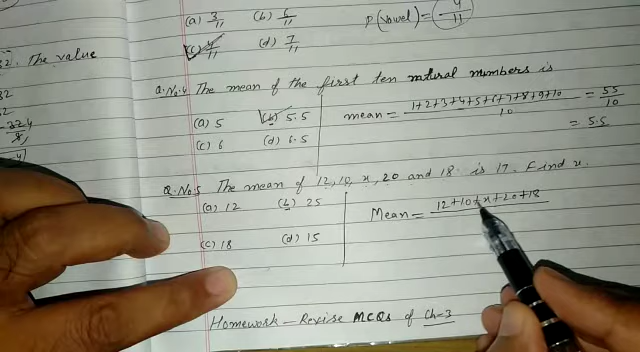 (a) 3/11 (b) 6/11
P(vowel) = 4/11
32. The value
(c) 4/11 (d) 7/11
Q.No.4 The mean of the first ten natural numbers is
(a) 5 (b) 5.5
mean = 1+2+3+4+5+6+7+8+9+10/10 = 55/10
= 5.5
(c) 6 (d) 6.5
Q.No.5 The mean of 12, 10, x, 20 and 18 is 17. Find x.
(a) 12 (b) 25
Mean = 12+10+x+20+18
(c) 18 (d) 15
Homework - Revise MCQs of Ch-3